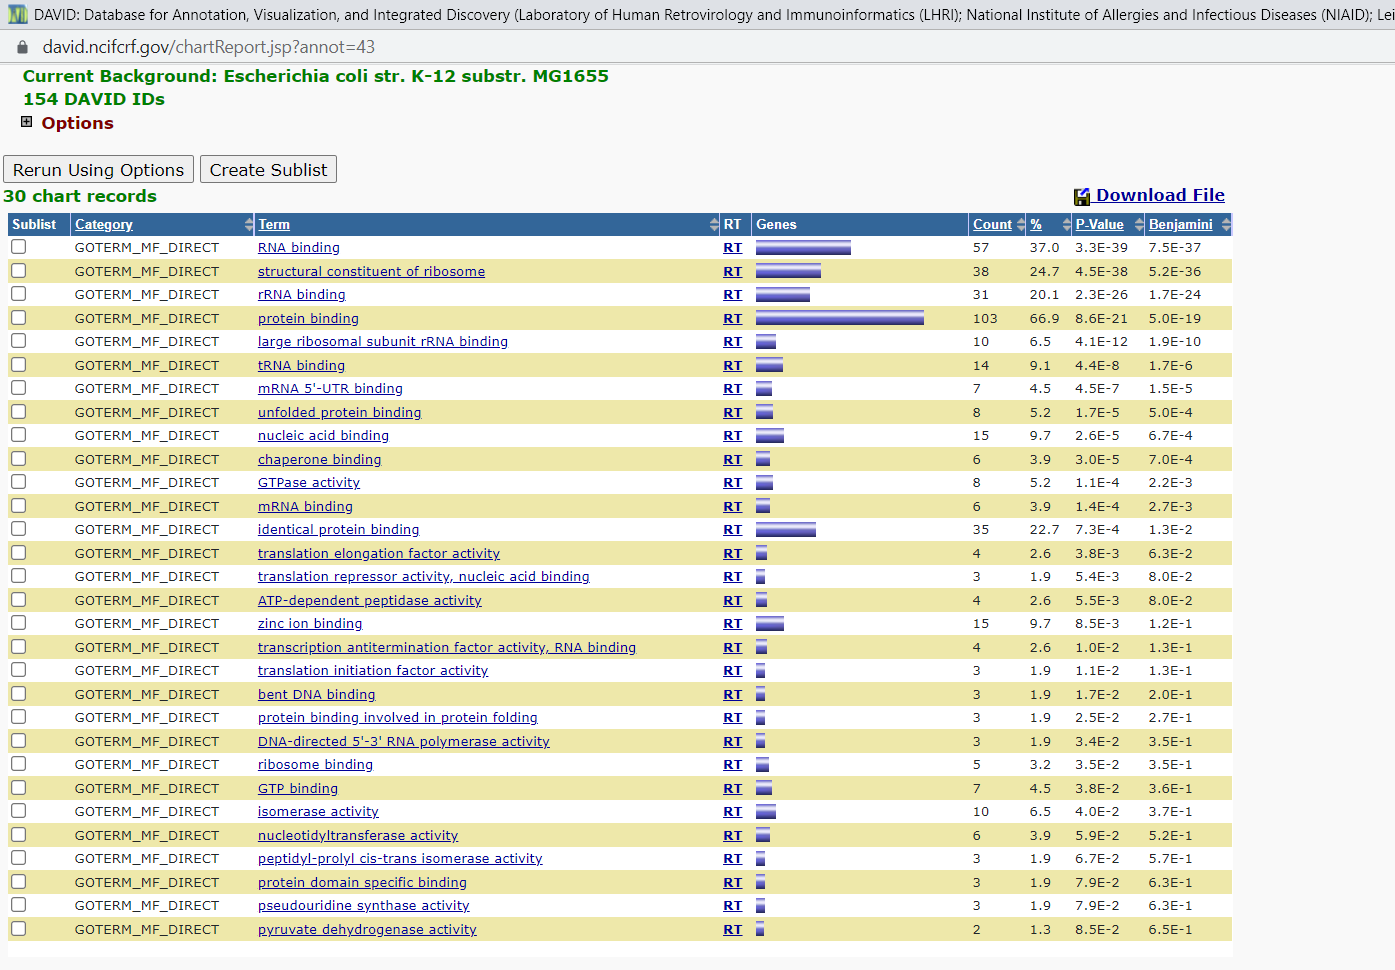 DAVID: Database for Annotation, Visualization, and Integrated Discovery (Laboratory of Human Retrovirology and Immunoinformatics (LHRI); National Institute of Allergies and Infectious Diseases (NIAID); Lei
david.ncifcrf.gov/chartReport.jsp?annot=43
Current Background: Escherichia coli str. K-12 substr. MG1655
154 DAVID IDs
Options
Rerun Using Options Create Sublist
30 chart records Download File
Sublist Category Term RT Genes Count % P-Value Benjamini
GOTERM_MF_DIRECT RNA binding RT 57 37.0 3.3E-39 7.5E-37
GOTERM_MF_DIRECT structural constituent of ribosome RT 38 24.7 4.5E-38 5.2E-36
GOTERM_MF_DIRECT rRNA binding RT 31 20.1 2.3E-26 1.7E-24
GOTERM_MF_DIRECT protein binding RT 103 66.9 8.6E-21 5.0E-19
GOTERM_MF_DIRECT large ribosomal subunit rRNA binding RT 10 6.5 4.1E-12 1.9E-10
GOTERM_MF_DIRECT tRNA binding RT 14 9.1 4.4E-8 1.7E-6
GOTERM_MF_DIRECT mRNA 5'-UTR binding RT 7 4.5 4.5E-7 1.5E-5
GOTERM_MF_DIRECT unfolded protein binding RT 8 5.2 1.7E-5 5.0E-4
GOTERM_MF_DIRECT nucleic acid binding RT 15 9.7 2.6E-5 6.7E-4
GOTERM_MF_DIRECT chaperone binding RT 6 3.9 3.0E-5 7.0E-4
GOTERM_MF_DIRECT GTPase activity RT 8 5.2 1.1E-4 2.2E-3
GOTERM_MF_DIRECT mRNA binding RT 6 3.9 1.4E-4 2.7E-3
GOTERM_MF_DIRECT identical protein binding RT 35 22.7 7.3E-4 1.3E-2
GOTERM_MF_DIRECT translation elongation factor activity RT 4 2.6 3.8E-3 6.3E-2
GOTERM_MF_DIRECT translation repressor activity, nucleic acid binding RT 3 1.9 5.4E-3 8.0E-2
GOTERM_MF_DIRECT ATP-dependent peptidase activity RT 4 2.6 5.5E-3 8.0E-2
GOTERM_MF_DIRECT zinc ion binding RT 15 9.7 8.5E-3 1.2E-1
GOTERM_MF_DIRECT transcription antitermination factor activity, RNA binding RT 4 2.6 1.0E-2 1.3E-1
GOTERM_MF_DIRECT translation initiation factor activity RT 3 1.9 1.1E-2 1.3E-1
GOTERM_MF_DIRECT bent DNA binding RT 3 1.9 1.7E-2 2.0E-1
GOTERM_MF_DIRECT protein binding involved in protein folding RT 3 1.9 2.5E-2 2.7E-1
GOTERM_MF_DIRECT DNA-directed 5'-3' RNA polymerase activity RT 3 1.9 3.4E-2 3.5E-1
GOTERM_MF_DIRECT ribosome binding RT 5 3.2 3.5E-2 3.5E-1
GOTERM_MF_DIRECT GTP binding RT 7 4.5 3.8E-2 3.6E-1
GOTERM_MF_DIRECT isomerase activity RT 10 6.5 4.0E-2 3.7E-1
GOTERM_MF_DIRECT nucleotidyltransferase activity RT 6 3.9 5.9E-2 5.2E-1
GOTERM_MF_DIRECT peptidyl-prolyl cis-trans isomerase activity RT 3 1.9 6.7E-2 5.7E-1
GOTERM_MF_DIRECT protein domain specific binding RT 3 1.9 7.9E-2 6.3E-1
GOTERM_MF_DIRECT pseudouridine synthase activity RT 3 1.9 7.9E-2 6.3E-1
GOTERM_MF_DIRECT pyruvate dehydrogenase activity RT 2 1.3 8.5E-2 6.5E-1